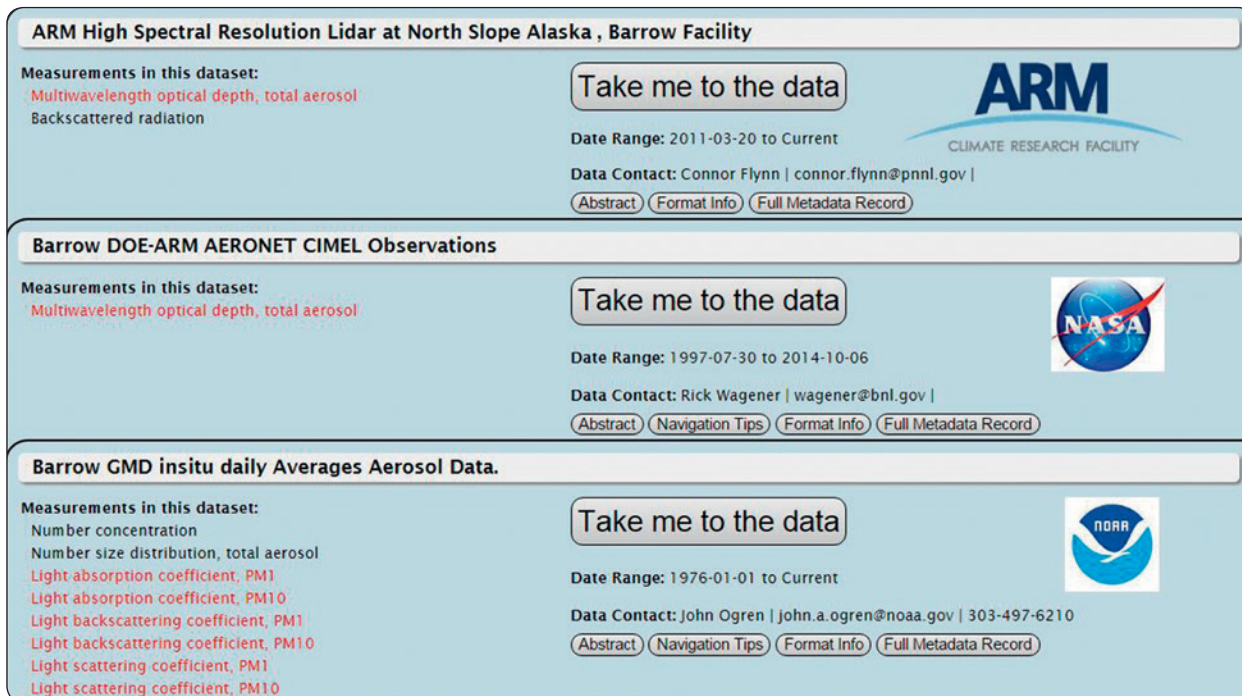 ARM High Spectral Resolution Lidar at North Slope Alaska , Barrow Facility
Measurements in this dataset:
Multiwavelength optical depth, total aerosol
Backscattered radiation
Take me to the data
Date Range: 2011-03-20 to Current
Data Contact: Connor Flynn | connor.flynn@pnnl.gov |
Abstract Format Info Full Metadata Record
ARM
CLIMATE RESEARCH FACILITY
Barrow DOE-ARM AERONET CIMEL Observations
Measurements in this dataset:
Multiwavelength optical depth, total aerosol
Take me to the data
Date Range: 1997-07-30 to 2014-10-06
Data Contact: Rick Wagener | wagener@bnl.gov |
Abstract Navigation Tips Format Info Full Metadata Record
NASA
Barrow GMD insitu daily Averages Aerosol Data.
Measurements in this dataset:
Number concentration
Number size distribution, total aerosol
Light absorption coefficient, PM1
Light absorption coefficient, PM10
Light backscattering coefficient, PM1
Light backscattering coefficient, PM10
Light scattering coefficient, PM1
Light scattering coefficient, PM10
Take me to the data
Date Range: 1976-01-01 to Current
Data Contact: John Ogren | john.a.ogren@noaa.gov | 303-497-6210
Abstract Navigation Tips Format Info Full Metadata Record
NOAA